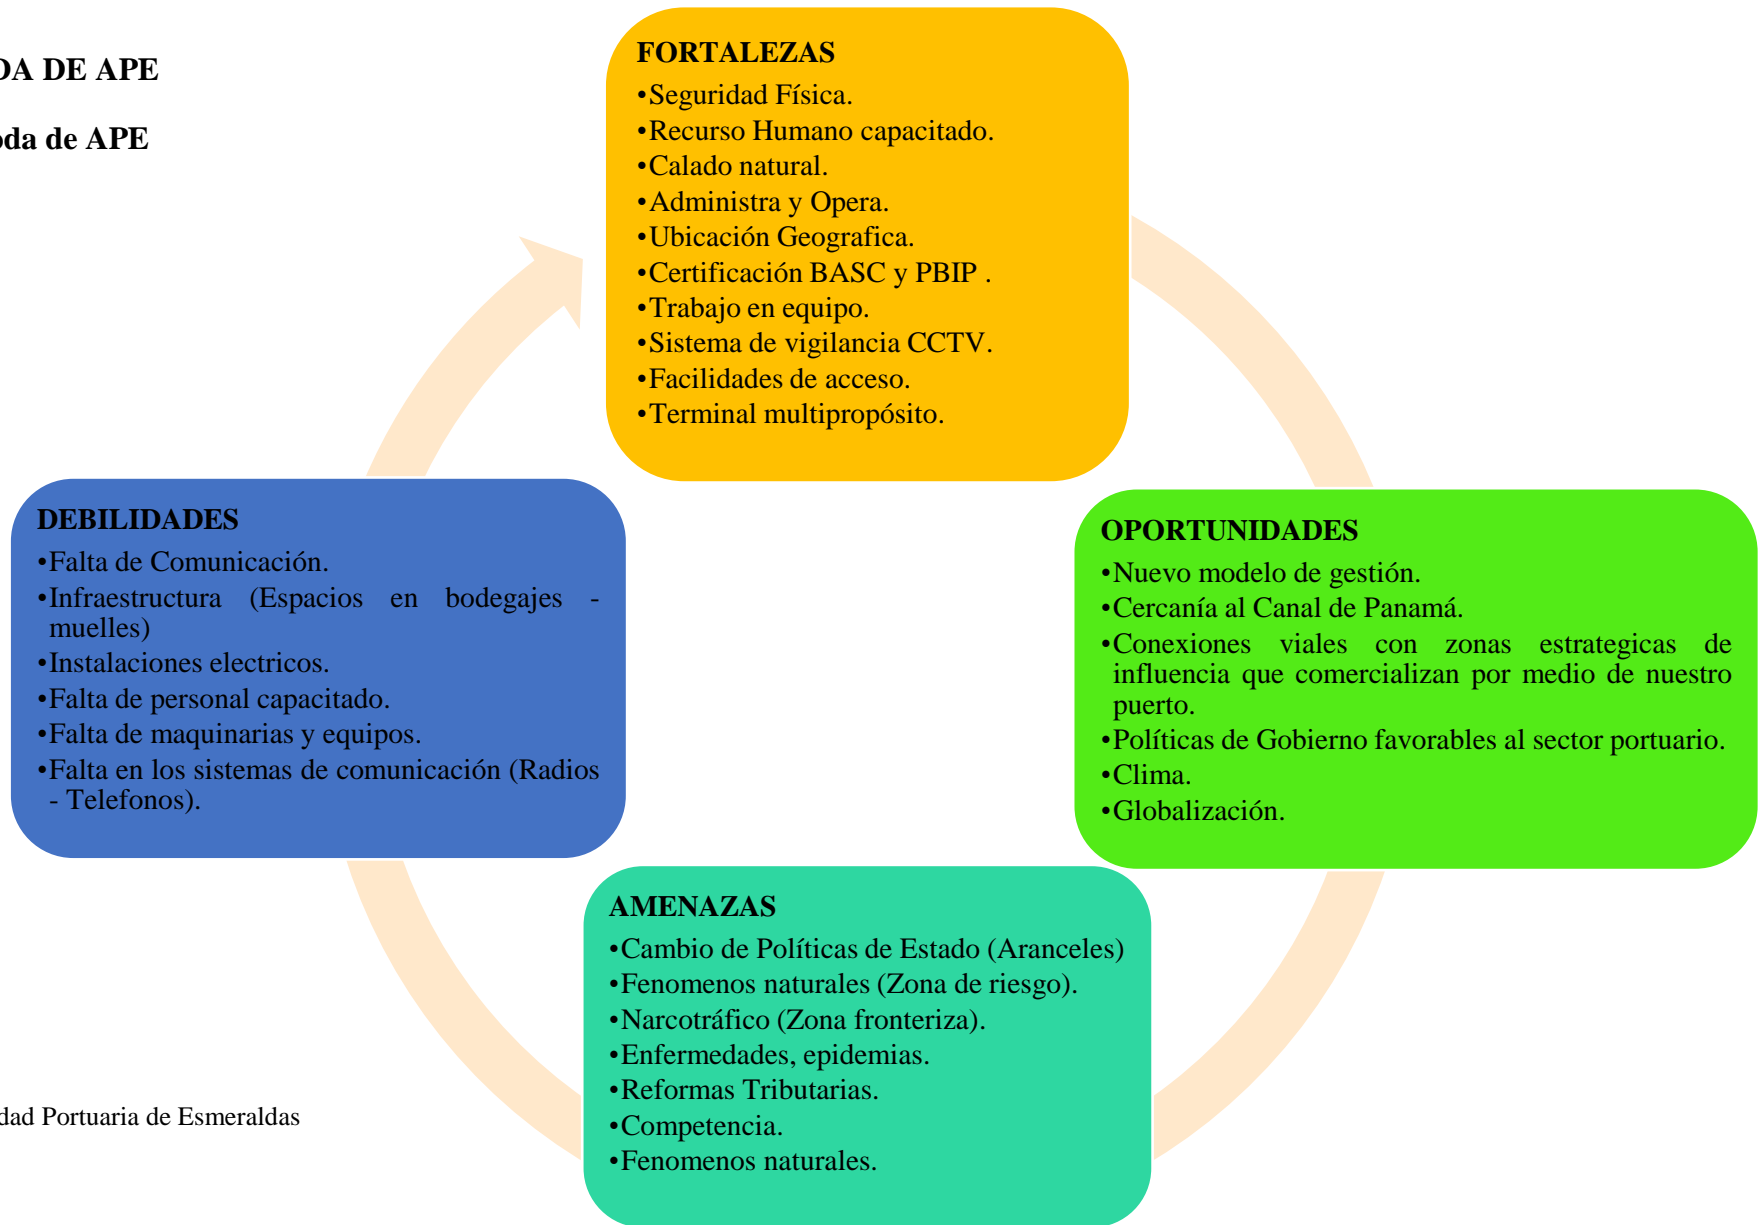 DA DE APE
oda de APE
FORTALEZAS
•Seguridad Física.
•Recurso Humano capacitado.
•Calado natural.
•Administra y Opera.
•Ubicación Geografica.
•Certificación BASC y PBIP .
•Trabajo en equipo.
•Sistema de vigilancia CCTV.
•Facilidades de acceso.
•Terminal multipropósito.
OPORTUNIDADES
•Nuevo modelo de gestión.
•Cercanía al Canal de Panamá.
•Conexiones viales con zonas estrategicas de
influencia que comercializan por medio de nuestro
puerto.
•Políticas de Gobierno favorables al sector portuario.
•Clima.
•Globalización.
AMENAZAS
•Cambio de Políticas de Estado (Aranceles)
•Fenomenos naturales (Zona de riesgo).
•Narcotráfico (Zona fronteriza).
•Enfermedades, epidemias.
•Reformas Tributarias.
•Competencia.
•Fenomenos naturales.
DEBILIDADES
•Falta de Comunicación.
•Infraestructura (Espacios en bodegajes -
muelles)
•Instalaciones electricos.
•Falta de personal capacitado.
•Falta de maquinarias y equipos.
•Falta en los sistemas de comunicación (Radios
- Telefonos).
dad Portuaria de Esmeraldas